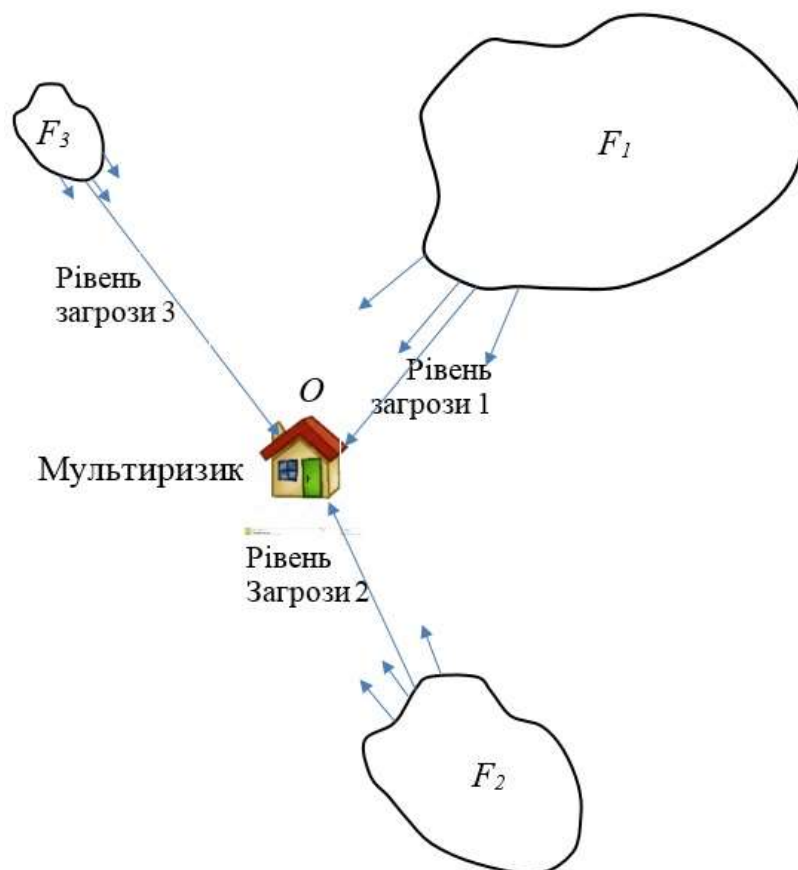 F₃
F₁
Рівень
загрози 3
O
Рівень
загрози 1
Мультиризик
Рівень
Загрози 2
F₂